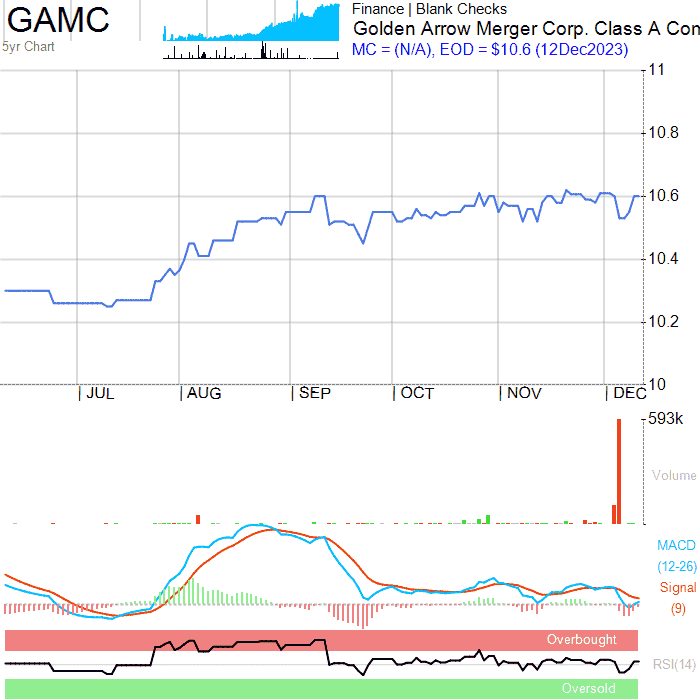 GAMC
5yr Chart
Finance | Blank Checks
Golden Arrow Merger Corp. Class A Con
MC = (N/A), EOD = $10.6 (12Dec2023)
11
10.8
10.6
10.4
10.2
10
| JUL | AUG | SEP | OCT | NOV | DEC
593k
Volume
MACD
(12-26)
Signal
(9)
Overbought
RSI(14)
Oversold